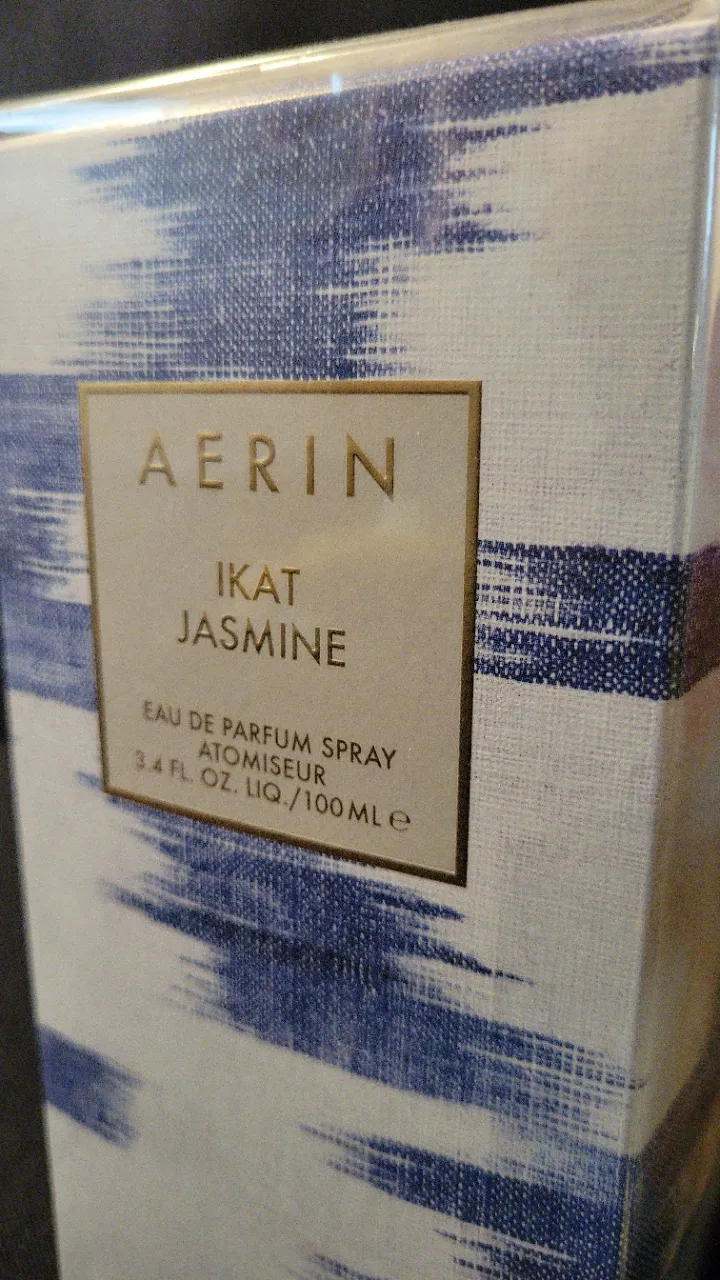 AERIN
IKAT
JASMINE
EAU DE PARFUM SPRAY
ATOMISEUR
3.4 FL. OZ. LIQ./100 ML ℮